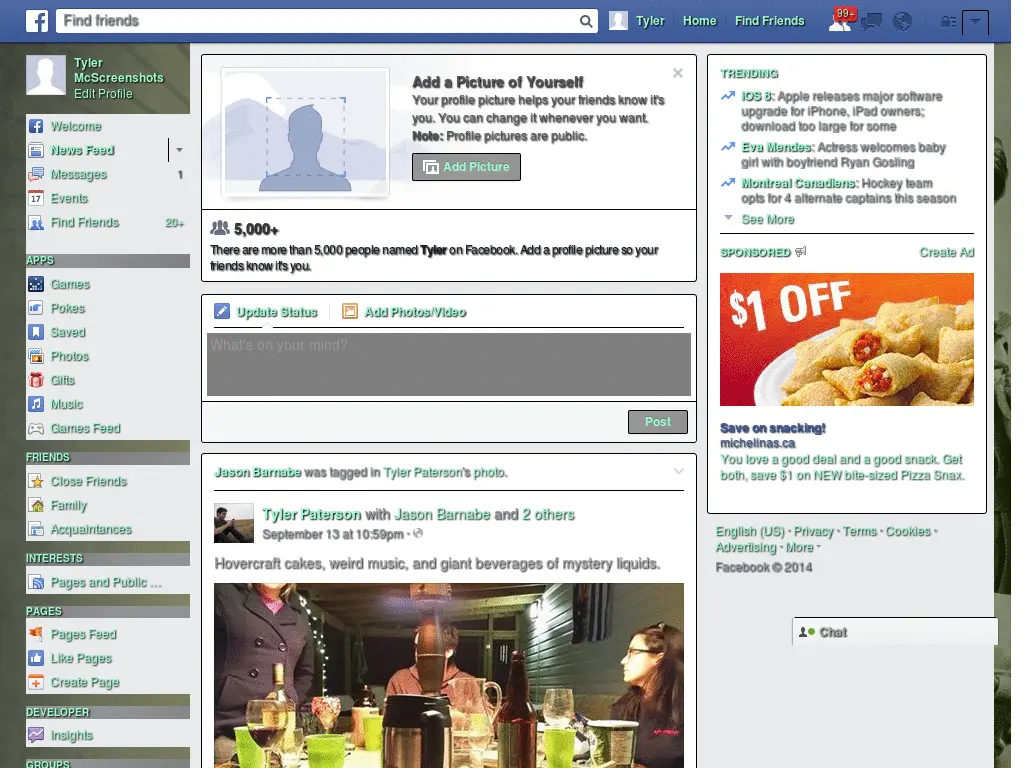 Find friends
Tyler
Home
Find Friends
99+
Tyler
McScreenshots
Edit Profile
Welcome
News Feed
Messages 1
17 Events
Find Friends 20+
APPS
Games
Pokes
Saved
Photos
Gifts
Music
Games Feed
FRIENDS
Close Friends
Family
Acquaintances
INTERESTS
Pages and Public ...
PAGES
Pages Feed
Like Pages
Create Page
DEVELOPER
Insights
GROUPS
Add a Picture of Yourself
Your profile picture helps your friends know it's
you. You can change it whenever you want.
Note: Profile pictures are public.
Add Picture
5,000+
There are more than 5,000 people named Tyler on Facebook. Add a profile picture so your
friends know it's you.
Update Status
Add Photos/Video
What's on your mind?
Post
Jason Barnabe was tagged in Tyler Paterson's photo.
Tyler Paterson with Jason Barnabe and 2 others
September 13 at 10:59pm ·
Hovercraft cakes, weird music, and giant beverages of mystery liquids.
TRENDING
iOS 8: Apple releases major software
upgrade for iPhone, iPad owners;
download too large for some
Eva Mendes: Actress welcomes baby
girl with boyfriend Ryan Gosling
Montreal Canadiens: Hockey team
opts for 4 alternate captains this season
See More
SPONSORED
Create Ad
$1 OFF
Save on snacking!
michelinas.ca
You love a good deal and a good snack. Get
both, save $1 on NEW bite-sized Pizza Snax.
English (US) · Privacy · Terms · Cookies ·
Advertising · More
Facebook © 2014
Chat